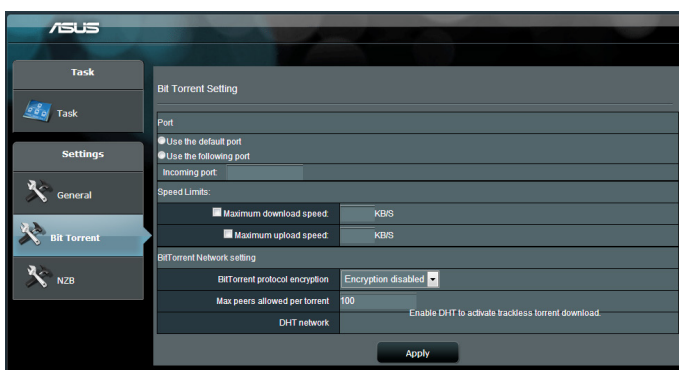 ASUS
Task
Task
Settings
General
Bit Torrent
NZB
Bit Torrent Setting
Port
Use the default port
Use the following port
Incoming port:
Speed Limits:
Maximum download speed: KB/S
Maximum upload speed: KB/S
BitTorrent Network setting
BitTorrent protocol encryption Encryption disabled
Max peers allowed per torrent 100
DHT network Enable DHT to activate trackless torrent download.
Apply